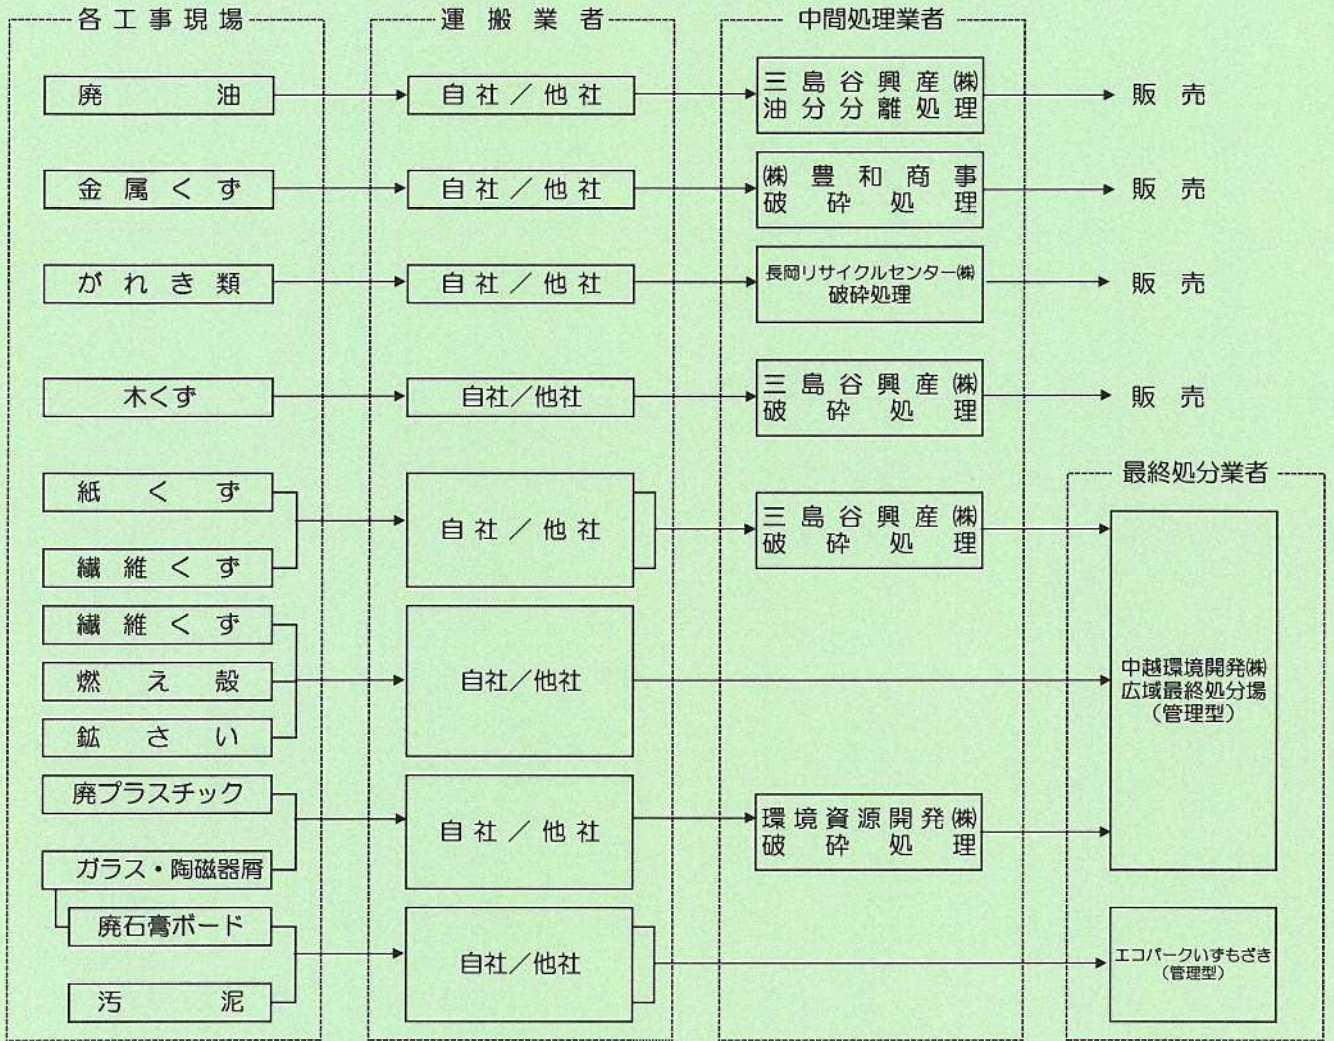 各工事現場
運搬業者
中間処理業者
廃油
自社／他社
三島谷興産㈱
油分分離処理
販売
金属くず
自社／他社
㈱豊和商事
破砕処理
販売
がれき類
自社／他社
長岡リサイクルセンター㈱
破砕処理
販売
木くず
自社／他社
三島谷興産㈱
破砕処理
販売
最終処分業者
紙くず
繊維くず
自社／他社
三島谷興産㈱
破砕処理
繊維くず
燃え殻
鉱さい
自社／他社
中越環境開発㈱
広域最終処分場
（管理型）
廃プラスチック
ガラス・陶磁器屑
自社／他社
環境資源開発㈱
破砕処理
廃石膏ボード
汚泥
自社／他社
エコパークいずもざき
（管理型）